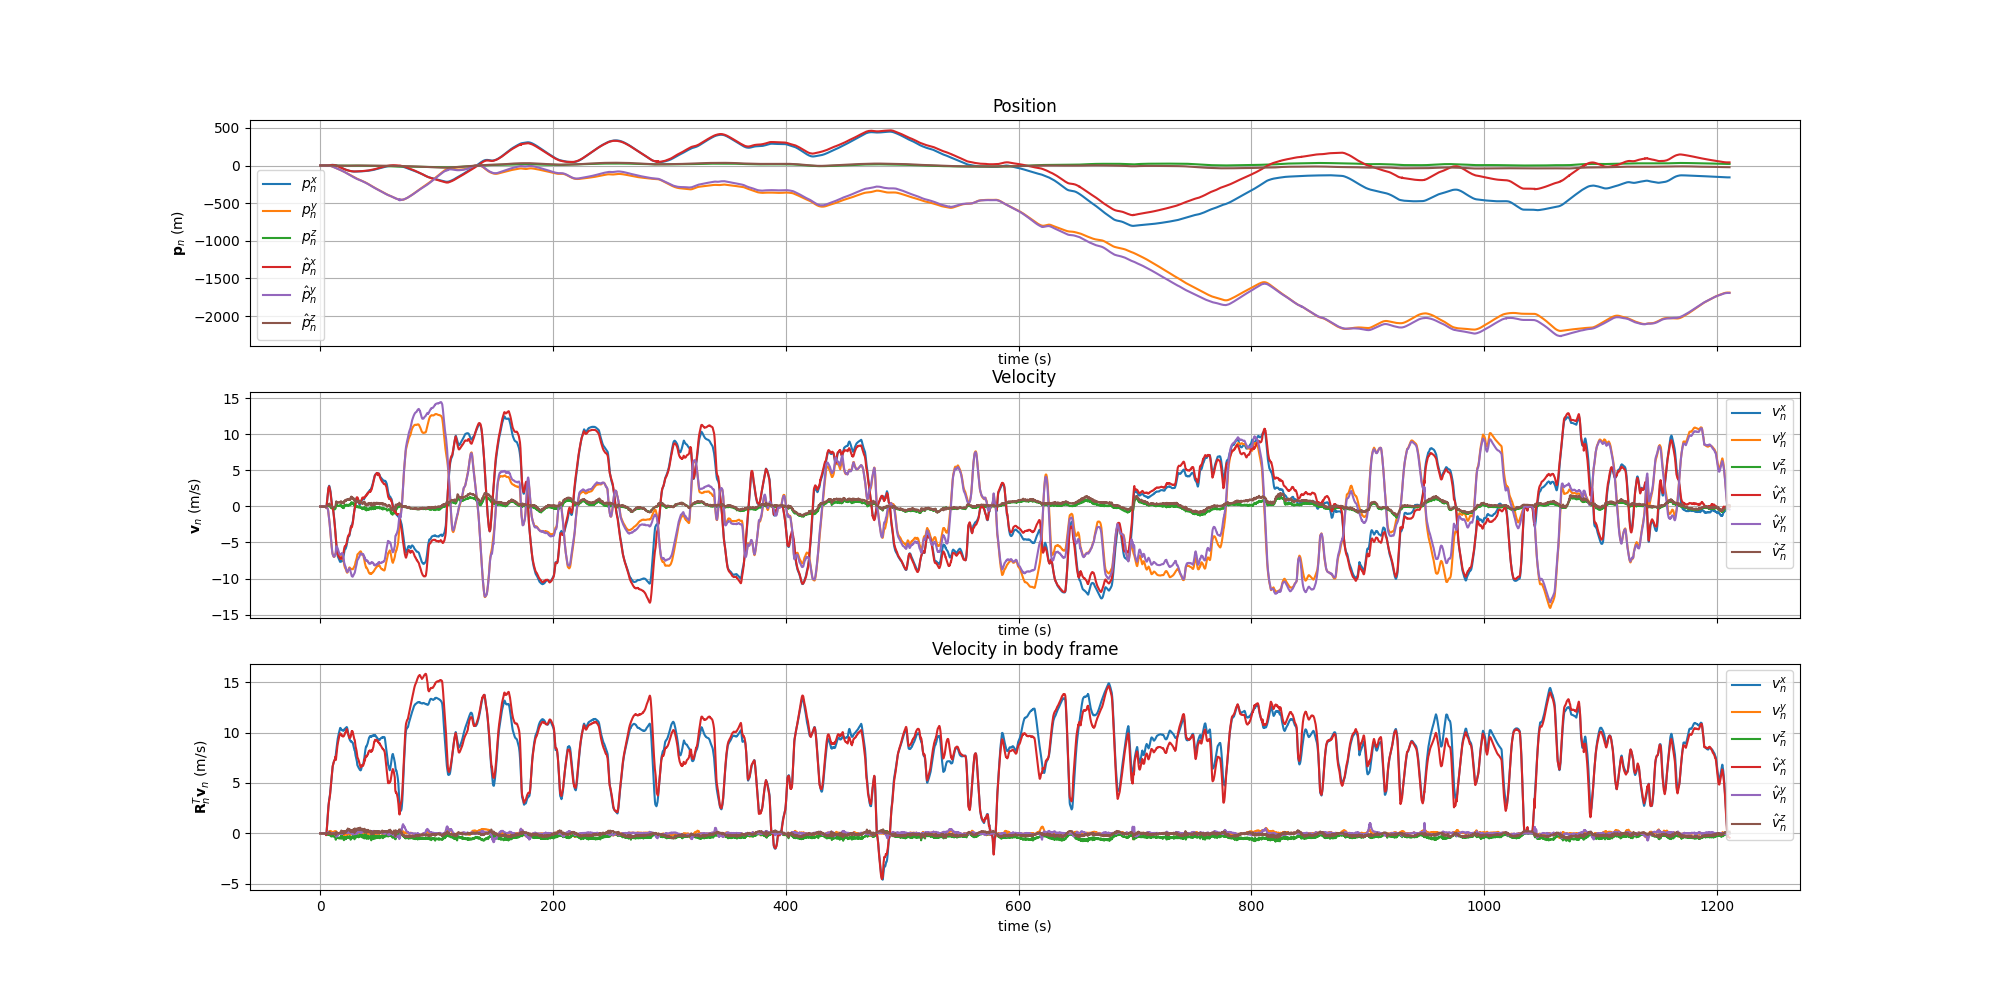 Position
500
0
−500
−1000
−1500
−2000
p_n (m)
p_n^x
p_n^y
p_n^z
p̂_n^x
p̂_n^y
p̂_n^z
time (s)
Velocity
15
10
5
0
−5
−10
−15
v_n (m/s)
v_n^x
v_n^y
v_n^z
v̂_n^x
v̂_n^y
v̂_n^z
time (s)
Velocity in body frame
15
10
5
0
−5
R_n^T v_n (m/s)
v_n^x
v_n^y
v_n^z
v̂_n^x
v̂_n^y
v̂_n^z
0 200 400 600 800 1000 1200
time (s)